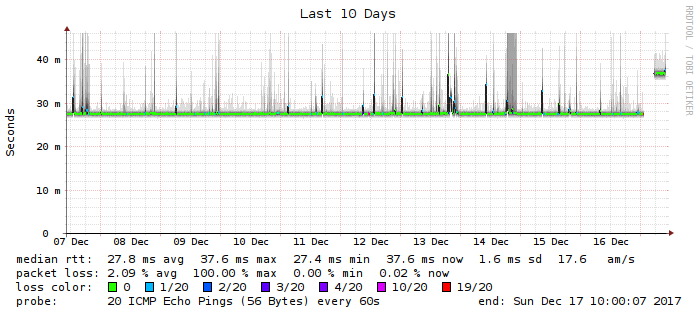 Last 10 Days
RRDTOOL / TOBI OETIKER
Seconds
40 m
30 m
20 m
10 m
0
07 Dec 08 Dec 09 Dec 10 Dec 11 Dec 12 Dec 13 Dec 14 Dec 15 Dec 16 Dec
median rtt: 27.8 ms avg 37.6 ms max 27.4 ms min 37.6 ms now 1.6 ms sd 17.6 am/s
packet loss: 2.09 % avg 100.00 % max 0.00 % min 0.02 % now
loss color: 0 1/20 2/20 3/20 4/20 10/20 19/20
probe: 20 ICMP Echo Pings (56 Bytes) every 60s end: Sun Dec 17 10:00:07 2017